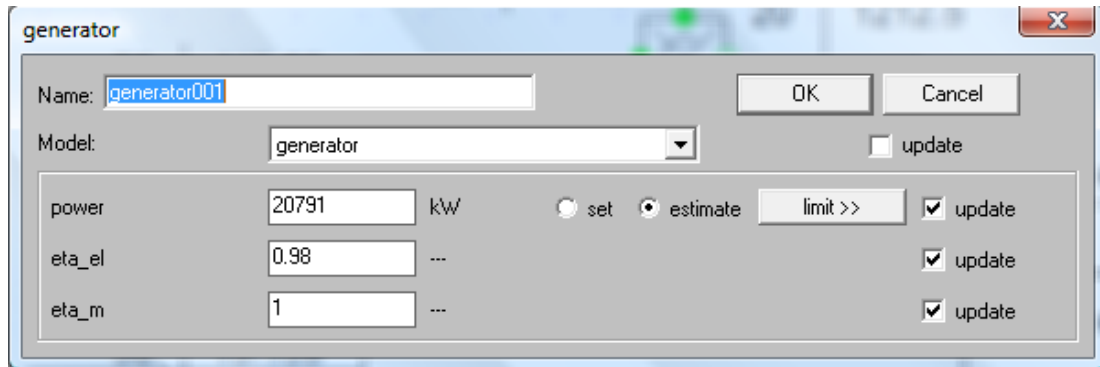 generator
Name: generator001 OK Cancel
Model: generator update
power 20791 kW set estimate limit >> update
eta_el 0.98 --- update
eta_m 1 --- update